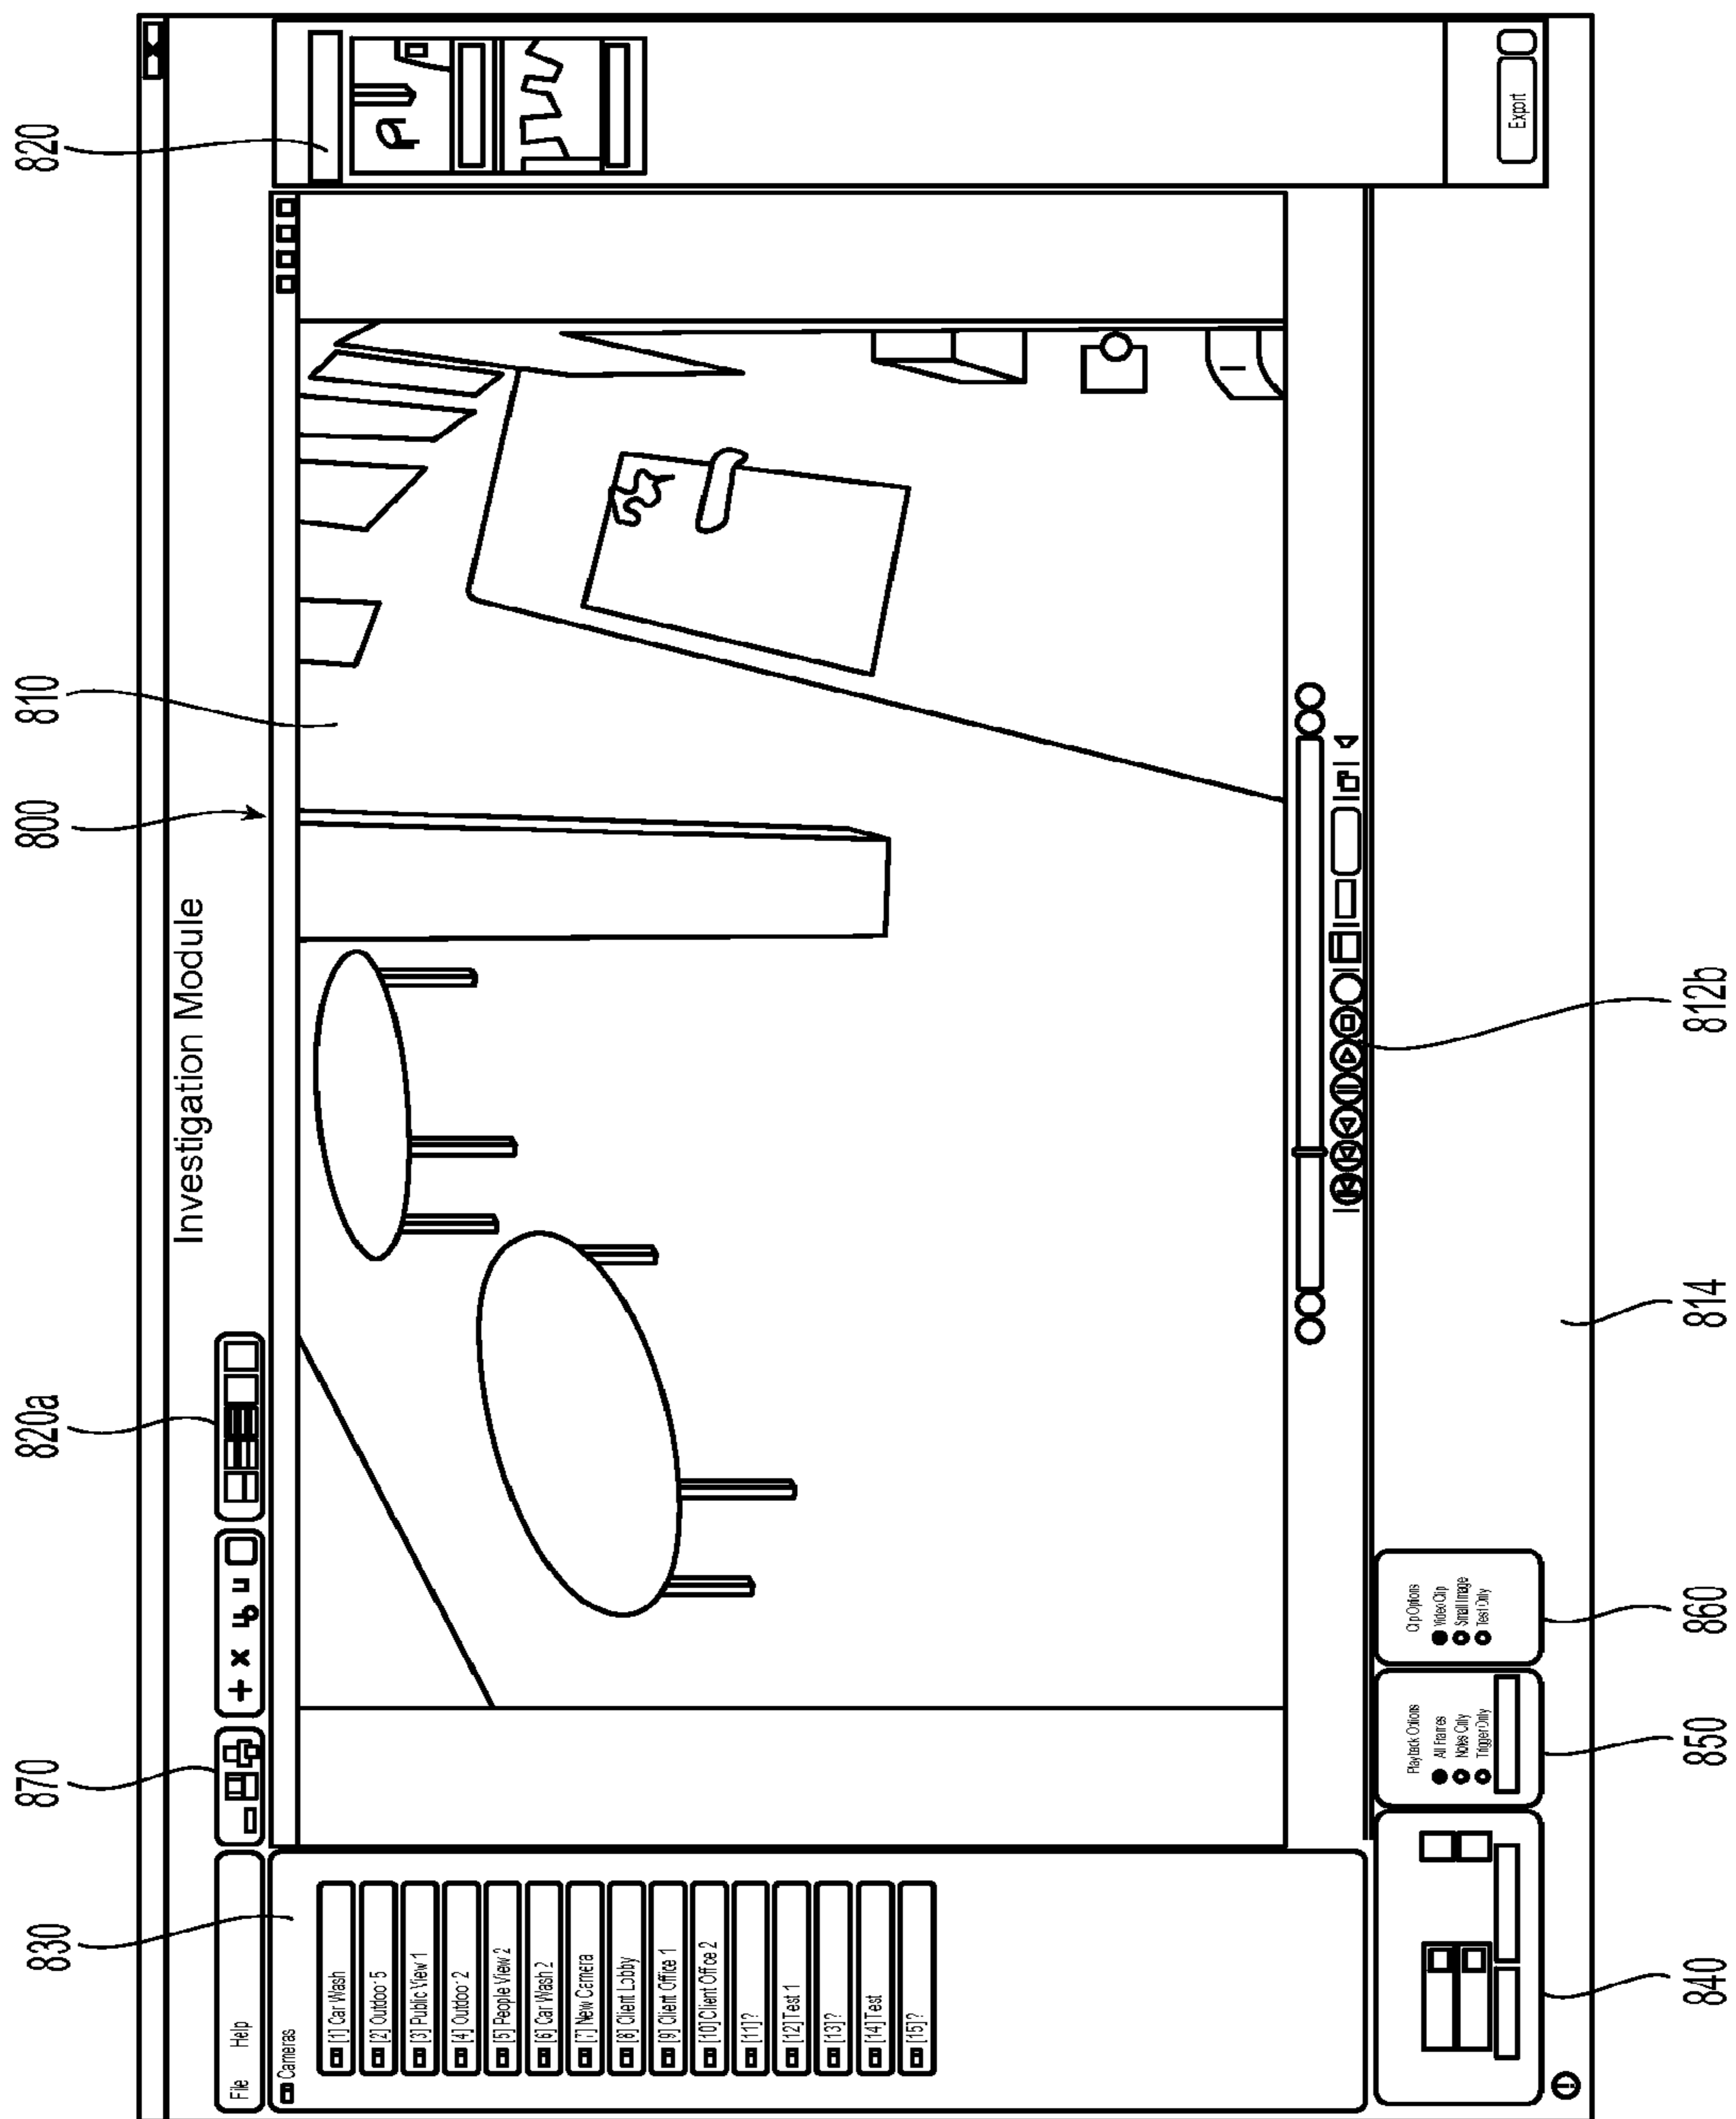 Investigation Module
File Help
Cameras
[1] Car Wash
[2] Outdoo· 5
[3] Public View 1
[4] Outdoo· 2
[5] People View 2
[6] Car Wash 2
[7] New Camera
[8] Client Lobby
[9] Client Office 1
[10] Client Office 2
[11] ?
[12] Test 1
[13] ?
[14] Test
[15] ?
Playback Options
All Frames
Notes Only
Trigger Only
Clip Options
Video Clip
Small Image
Test Only
Export
800
810
820
820a
870
830
840
850
860
814
812b